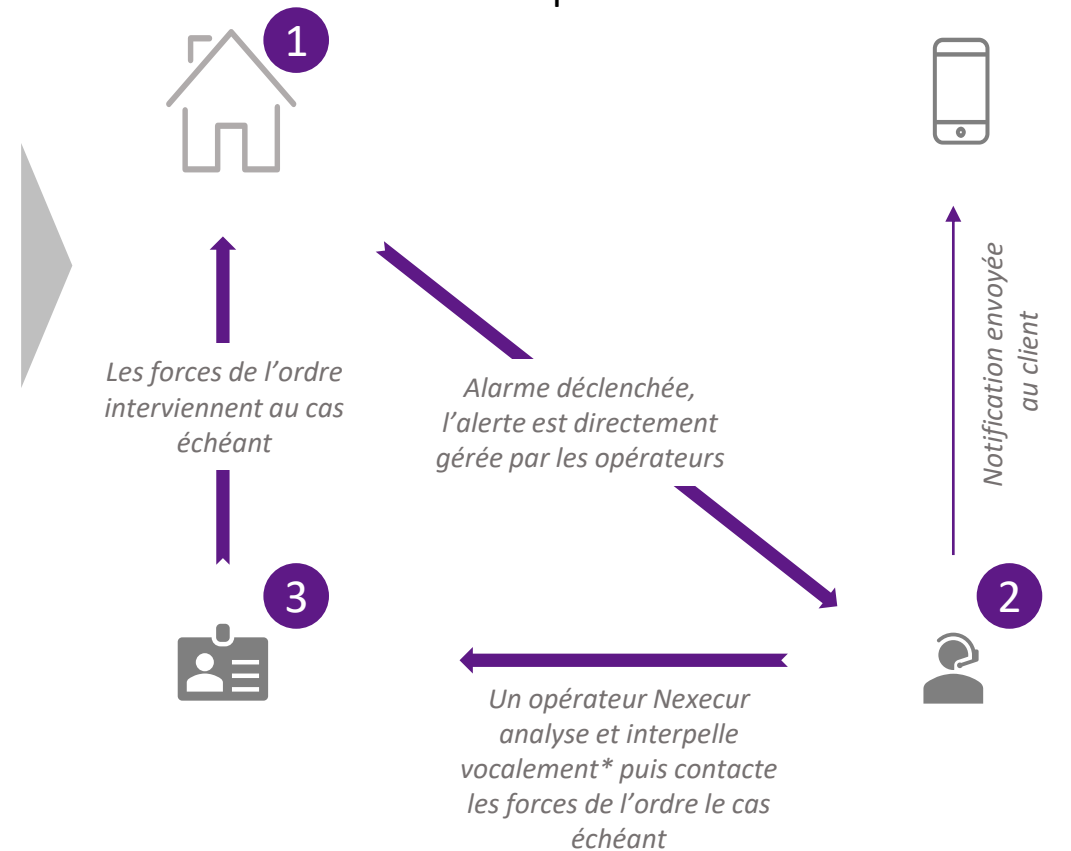 1
Les forces de l’ordre
interviennent au cas
échéant
Alarme déclenchée,
l’alerte est directement
gérée par les opérateurs
Notification envoyée
au client
3
2
Un opérateur Nexecur
analyse et interpelle
vocalement* puis contacte
les forces de l’ordre le cas
échéant